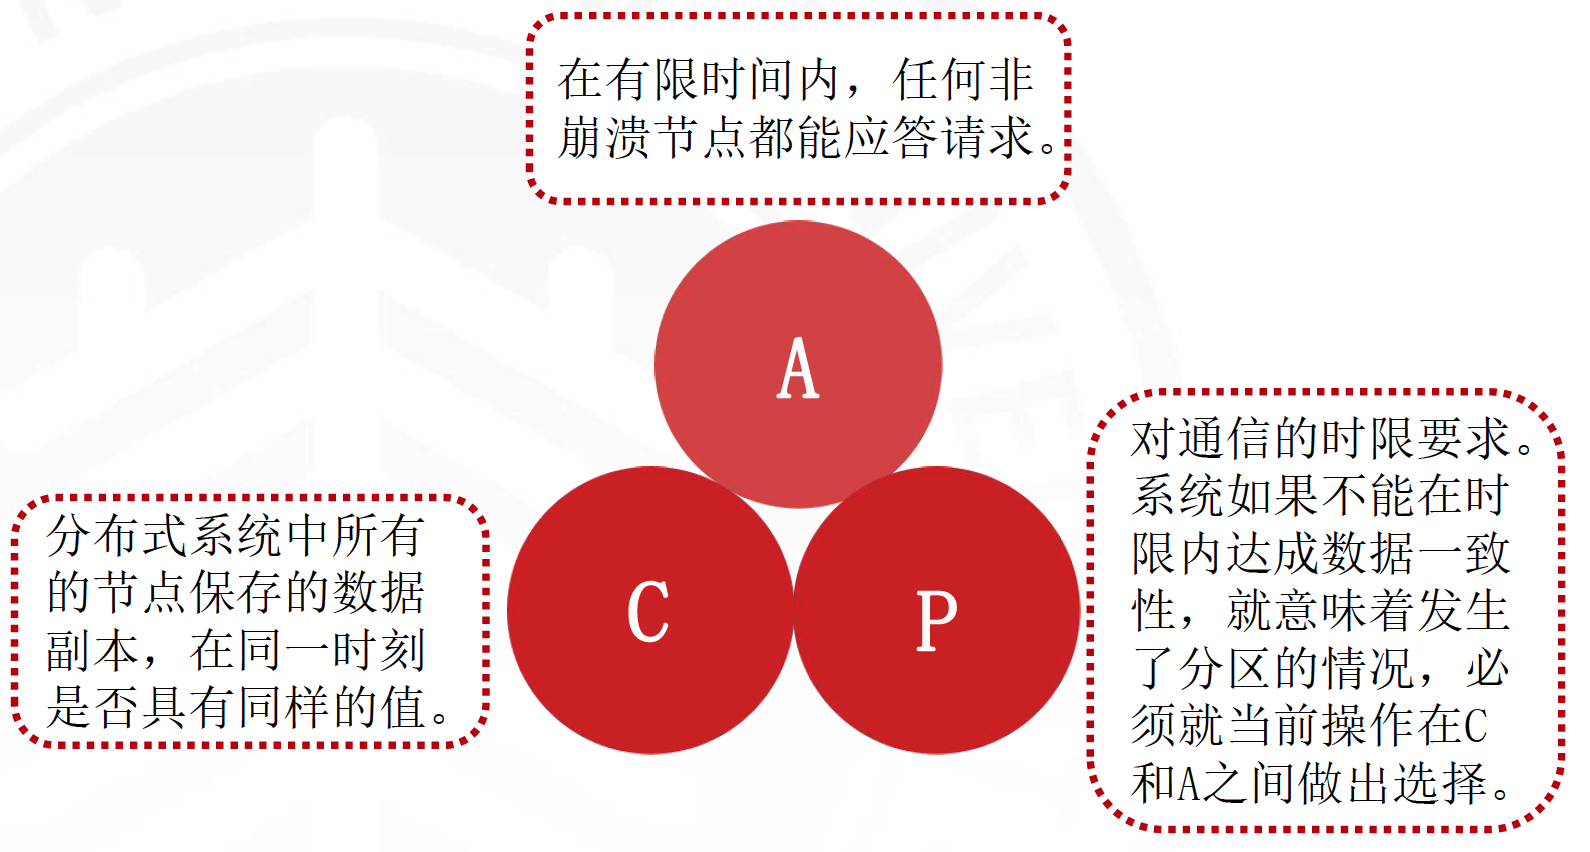 在有限时间内，任何非
崩溃节点都能应答请求。
A
对通信的时限要求。
系统如果不能在时
限内达成数据一致
性，就意味着发生
了分区的情况，必
须就当前操作在C
和A之间做出选择。
分布式系统中所有
的节点保存的数据
副本，在同一时刻
是否具有同样的值。
C
P